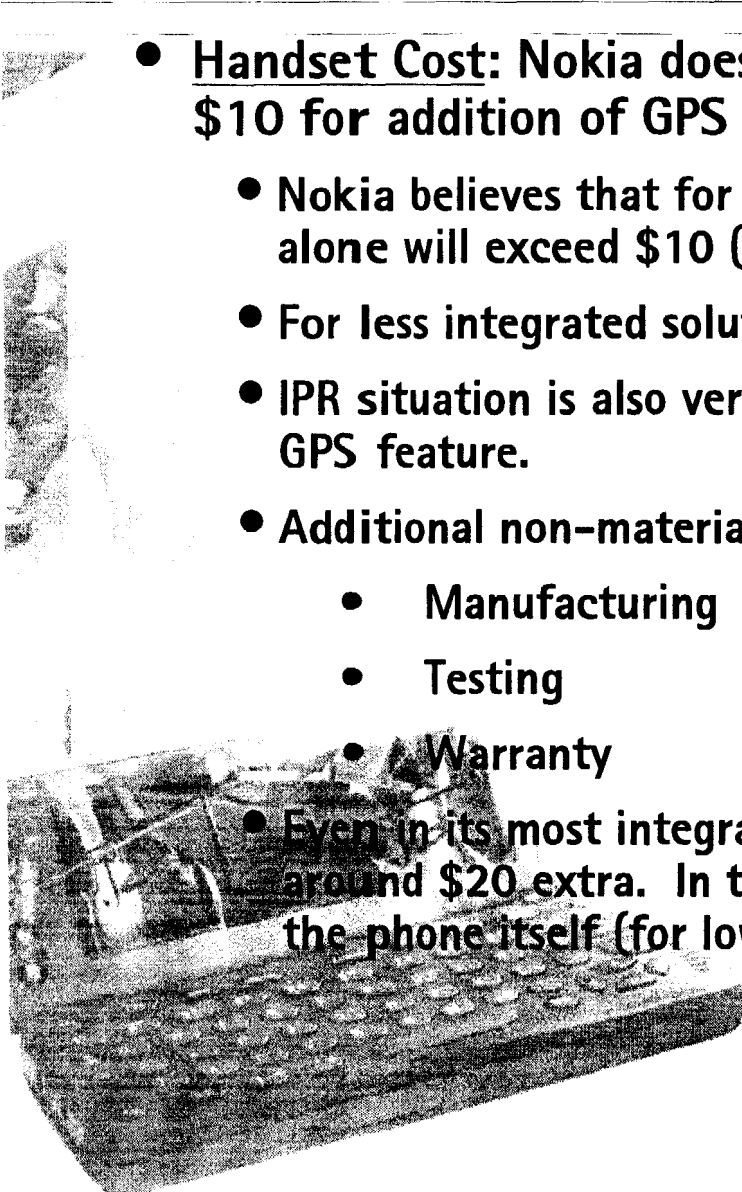 • Handset Cost: Nokia does
$10 for addition of GPS
• Nokia believes that for
alone will exceed $10 (
• For less integrated solut
• IPR situation is also ver
GPS feature.
• Additional non-materia
• Manufacturing
• Testing
• Warranty
• Even in its most integra
around $20 extra. In t
the phone itself (for lov